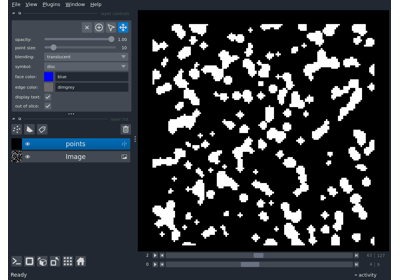 File View Plugins Window Help
opacity: 1.00
point size: 10
blending: translucent
symbol: disc
face color: blue
edge color: dimgrey
display text:
out of slice:
points
Image
Ready
activity